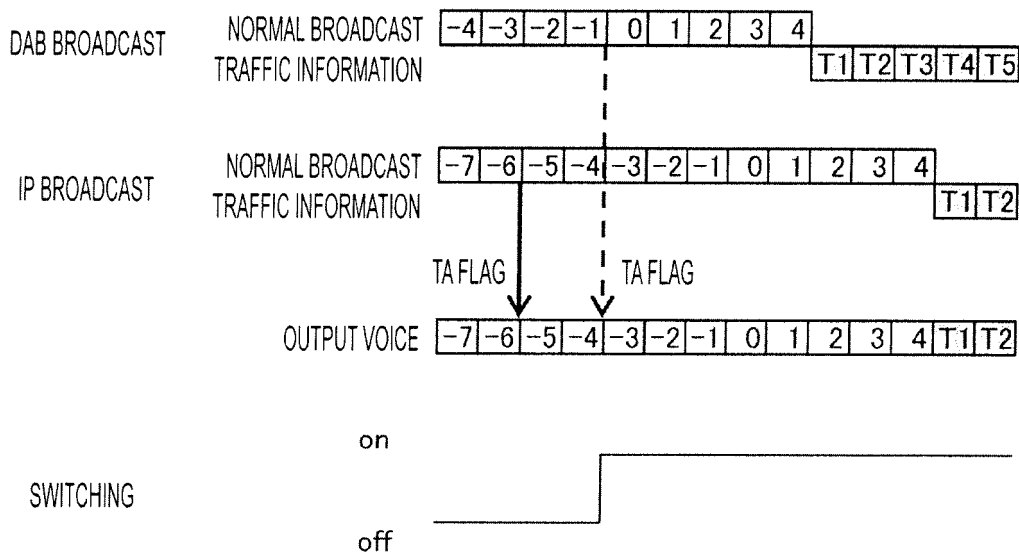 DAB BROADCAST
NORMAL BROADCAST -4 -3 -2 -1 0 1 2 3 4
TRAFFIC INFORMATION T1 T2 T3 T4 T5
IP BROADCAST
NORMAL BROADCAST -7 -6 -5 -4 -3 -2 -1 0 1 2 3 4
TRAFFIC INFORMATION T1 T2
TA FLAG TA FLAG
OUTPUT VOICE -7 -6 -5 -4 -3 -2 -1 0 1 2 3 4 T1 T2
on
SWITCHING
off